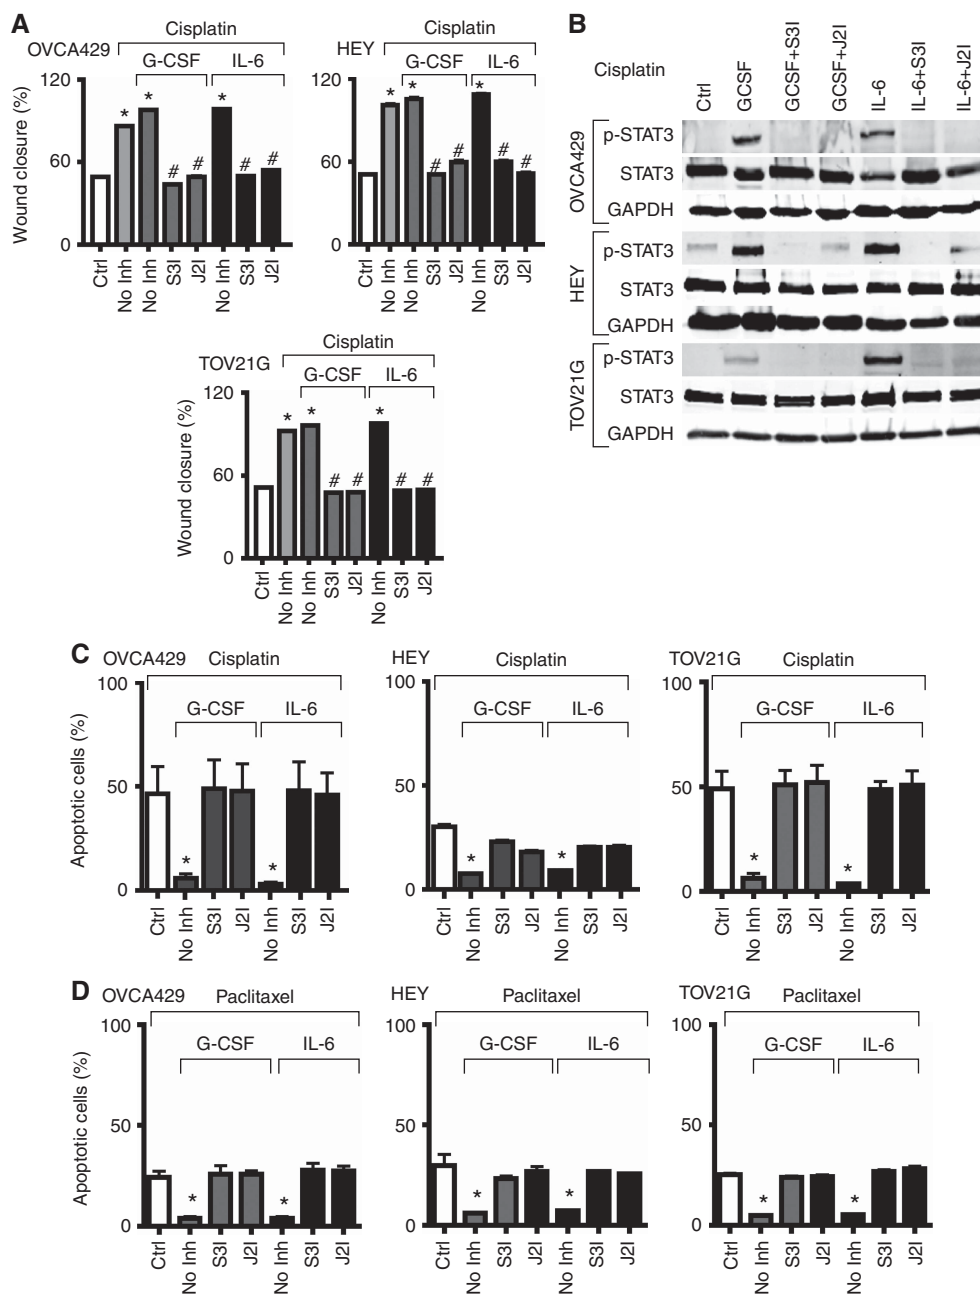 A
OVCA429
Cisplatin
G-CSF
IL-6
Wound closure (%)
120
60
0
*
*
#
#
*
#
#
Ctrl
No Inh
No Inh
S3I
J2I
No Inh
S3I
J2I
HEY
Cisplatin
G-CSF
IL-6
120
60
0
*
*
#
#
*
#
#
Ctrl
No Inh
No Inh
S3I
J2I
No Inh
S3I
J2I
TOV21G
Cisplatin
G-CSF
IL-6
Wound closure (%)
120
60
0
*
*
#
#
*
#
#
Ctrl
No Inh
No Inh
S3I
J2I
No Inh
S3I
J2I
B
Cisplatin
Ctrl
GCSF
GCSF+S3I
GCSF+J2I
IL-6
IL-6+S3I
IL-6+J2I
OVCA429
p-STAT3
STAT3
GAPDH
HEY
p-STAT3
STAT3
GAPDH
TOV21G
p-STAT3
STAT3
GAPDH
C
OVCA429
Cisplatin
G-CSF
IL-6
Apoptotic cells (%)
100
50
0
*
*
Ctrl
No Inh
S3I
J2I
No Inh
S3I
J2I
HEY
Cisplatin
G-CSF
IL-6
100
50
0
*
*
Ctrl
No Inh
S3I
J2I
No Inh
S3I
J2I
TOV21G
Cisplatin
G-CSF
IL-6
100
50
0
*
*
Ctrl
No Inh
S3I
J2I
No Inh
S3I
J2I
D
OVCA429
Paclitaxel
G-CSF
IL-6
Apoptotic cells (%)
100
50
0
*
*
Ctrl
No Inh
S3I
J2I
No Inh
S3I
J2I
HEY
Paclitaxel
G-CSF
IL-6
100
50
0
*
*
Ctrl
No Inh
S3I
J2I
No Inh
S3I
J2I
TOV21G
Paclitaxel
G-CSF
IL-6
100
50
0
*
*
Ctrl
No Inh
S3I
J2I
No Inh
S3I
J2I